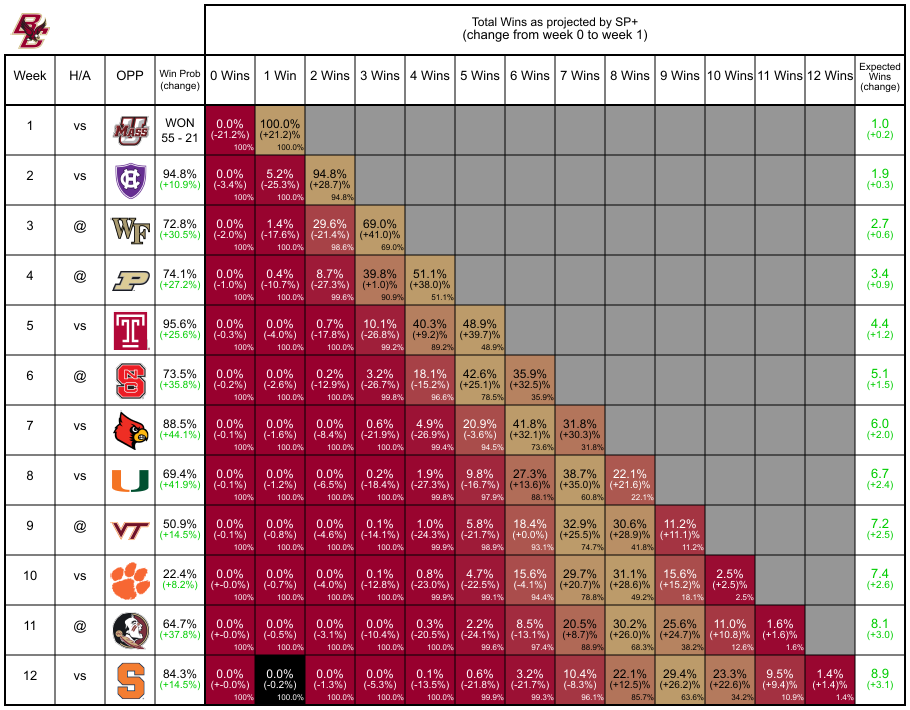 BC
Total Wins as projected by SP+
(change from week 0 to week 1)
Week H/A OPP Win Prob (change) 0 Wins 1 Win 2 Wins 3 Wins 4 Wins 5 Wins 6 Wins 7 Wins 8 Wins 9 Wins 10 Wins 11 Wins 12 Wins Expected Wins (change)
1 vs U MASS WON 0.0% 100.0% 1.0
55 - 21 (-21.2%) (+21.2)% (+0.2)
100% 100.0%
2 vs HC 94.8% 0.0% 5.2% 94.8% 1.9
(+10.9%) (-3.4%) (-25.3%) (+28.7)% (+0.3)
100% 100.0% 94.8%
3 @ WF 72.8% 0.0% 1.4% 29.6% 69.0% 2.7
(+30.5%) (-2.0%) (-17.6%) (-21.4%) (+41.0)% (+0.6)
100% 100.0% 98.6% 69.0%
4 @ P 74.1% 0.0% 0.4% 8.7% 39.8% 51.1% 3.4
(+27.2%) (-1.0%) (-10.7%) (-27.3%) (+1.0)% (+38.0)% (+0.9)
100% 100.0% 99.6% 90.9% 51.1%
5 vs T 95.6% 0.0% 0.0% 0.7% 10.1% 40.3% 48.9% 4.4
(+25.6%) (-0.3%) (-4.0%) (-17.8%) (-26.8%) (+9.2)% (+39.7)% (+1.2)
100% 100.0% 100.0% 99.2% 89.2% 48.9%
6 @ NCS 73.5% 0.0% 0.0% 0.2% 3.2% 18.1% 42.6% 35.9% 5.1
(+35.8%) (-0.2%) (-2.6%) (-12.9%) (-26.7%) (-15.2%) (+25.1)% (+32.5)% (+1.5)
100% 100.0% 100.0% 99.8% 96.6% 78.5% 35.9%
7 vs 88.5% 0.0% 0.0% 0.0% 0.6% 4.9% 20.9% 41.8% 31.8% 6.0
(+44.1%) (-0.1%) (-1.6%) (-8.4%) (-21.9%) (-26.9%) (-3.6%) (+32.1)% (+30.3)% (+2.0)
100% 100.0% 100.0% 100.0% 99.4% 94.5% 73.6% 31.8%
8 vs U 69.4% 0.0% 0.0% 0.0% 0.2% 1.9% 9.8% 27.3% 38.7% 22.1% 6.7
(+41.9%) (-0.1%) (-1.2%) (-6.5%) (-18.4%) (-27.3%) (-16.7%) (+13.6)% (+35.0)% (+21.6)% (+2.4)
100% 100.0% 100.0% 100.0% 99.8% 97.9% 88.1% 60.8% 22.1%
9 @ VT 50.9% 0.0% 0.0% 0.0% 0.1% 1.0% 5.8% 18.4% 32.9% 30.6% 11.2% 7.2
(+14.5%) (-0.1%) (-0.8%) (-4.6%) (-14.1%) (-24.3%) (-21.7%) (+0.0)% (+25.5)% (+28.9)% (+11.1)% (+2.5)
100% 100.0% 100.0% 100.0% 99.9% 98.9% 93.1% 74.7% 41.8% 11.2%
10 vs 22.4% 0.0% 0.0% 0.0% 0.1% 0.8% 4.7% 15.6% 29.7% 31.1% 15.6% 2.5% 7.4
(+8.2%) (+-0.0%) (-0.7%) (-4.0%) (-12.8%) (-23.0%) (-22.5%) (-4.1%) (+20.7)% (+28.6)% (+15.2)% (+2.5)% (+2.6)
100% 100.0% 100.0% 100.0% 99.9% 99.1% 94.4% 78.8% 49.2% 18.1% 2.5%
11 @ 64.7% 0.0% 0.0% 0.0% 0.0% 0.3% 2.2% 8.5% 20.5% 30.2% 25.6% 11.0% 1.6% 8.1
(+37.8%) (+-0.0%) (-0.5%) (-3.1%) (-10.4%) (-20.5%) (-24.1%) (-13.1%) (+8.7)% (+26.0)% (+24.7)% (+10.8)% (+1.6)% (+3.0)
100% 100.0% 100.0% 100.0% 100.0% 99.6% 97.4% 88.9% 68.3% 38.2% 12.6% 1.6%
12 vs S 84.3% 0.0% 0.0% 0.0% 0.0% 0.1% 0.6% 3.2% 10.4% 22.1% 29.4% 23.3% 9.5% 1.4% 8.9
(+14.5%) (+-0.0%) (-0.2%) (-1.3%) (-5.3%) (-13.5%) (-21.8%) (-21.7%) (-8.3%) (+12.5)% (+26.2)% (+22.6)% (+9.4)% (+1.4)% (+3.1)
100% 100.0% 100.0% 100.0% 100.0% 99.9% 99.3% 96.1% 85.7% 63.6% 34.2% 10.9% 1.4%